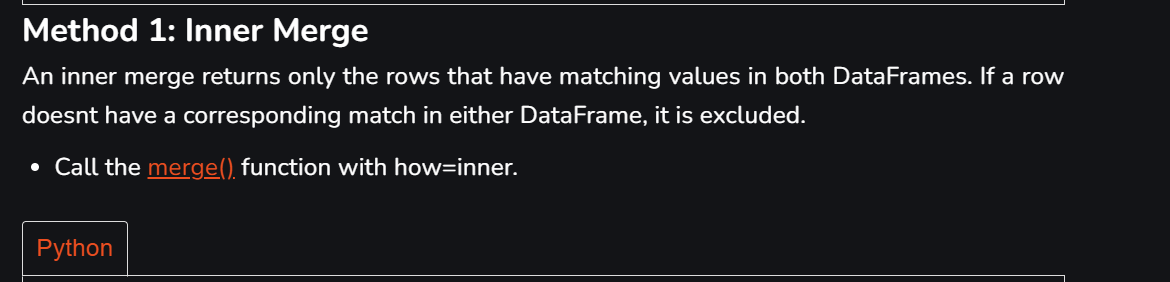 Method 1: Inner Merge
An inner merge returns only the rows that have matching values in both DataFrames. If a row
doesnt have a corresponding match in either DataFrame, it is excluded.
• Call the merge() function with how=inner.
Python